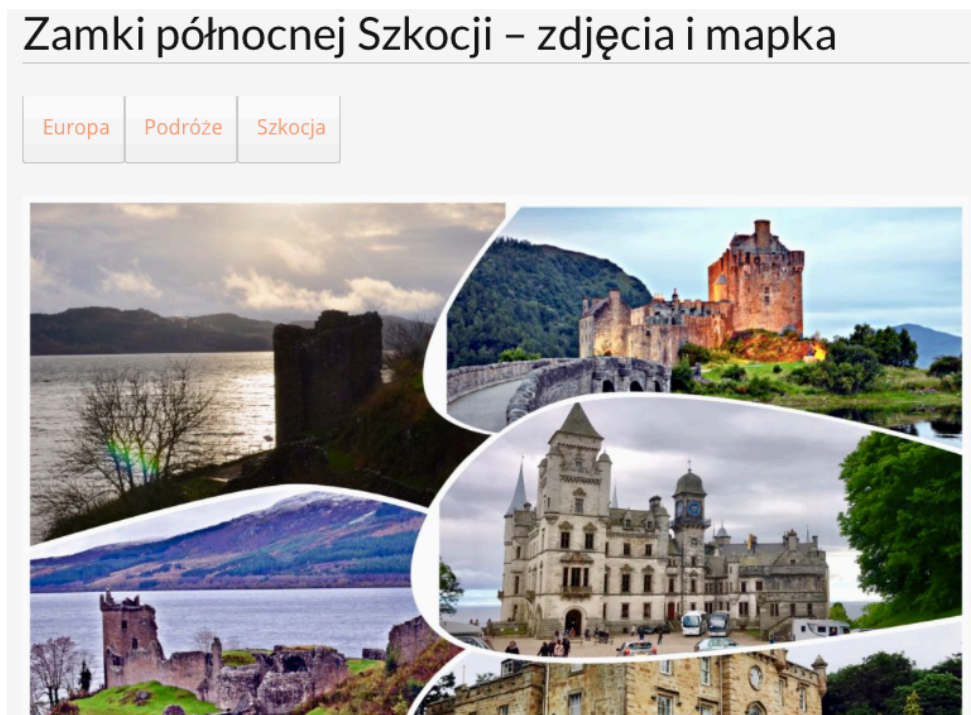 Zamki północnej Szkocji – zdjęcia i mapka
Europa Podróże Szkocja